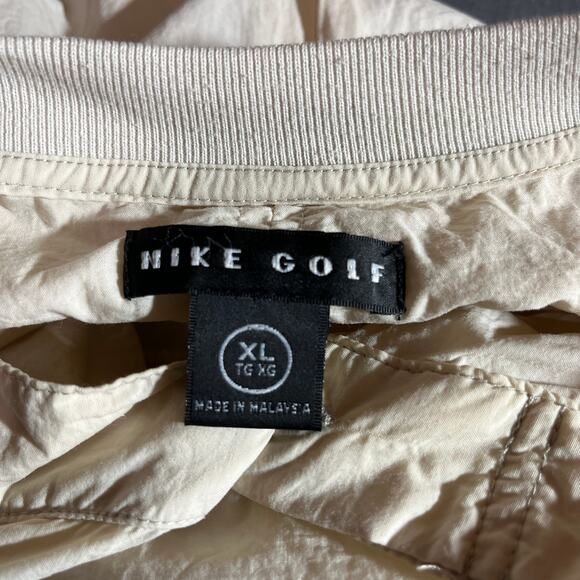 NIKE GOLF
XL
TG XG
MADE IN MALAYSIA